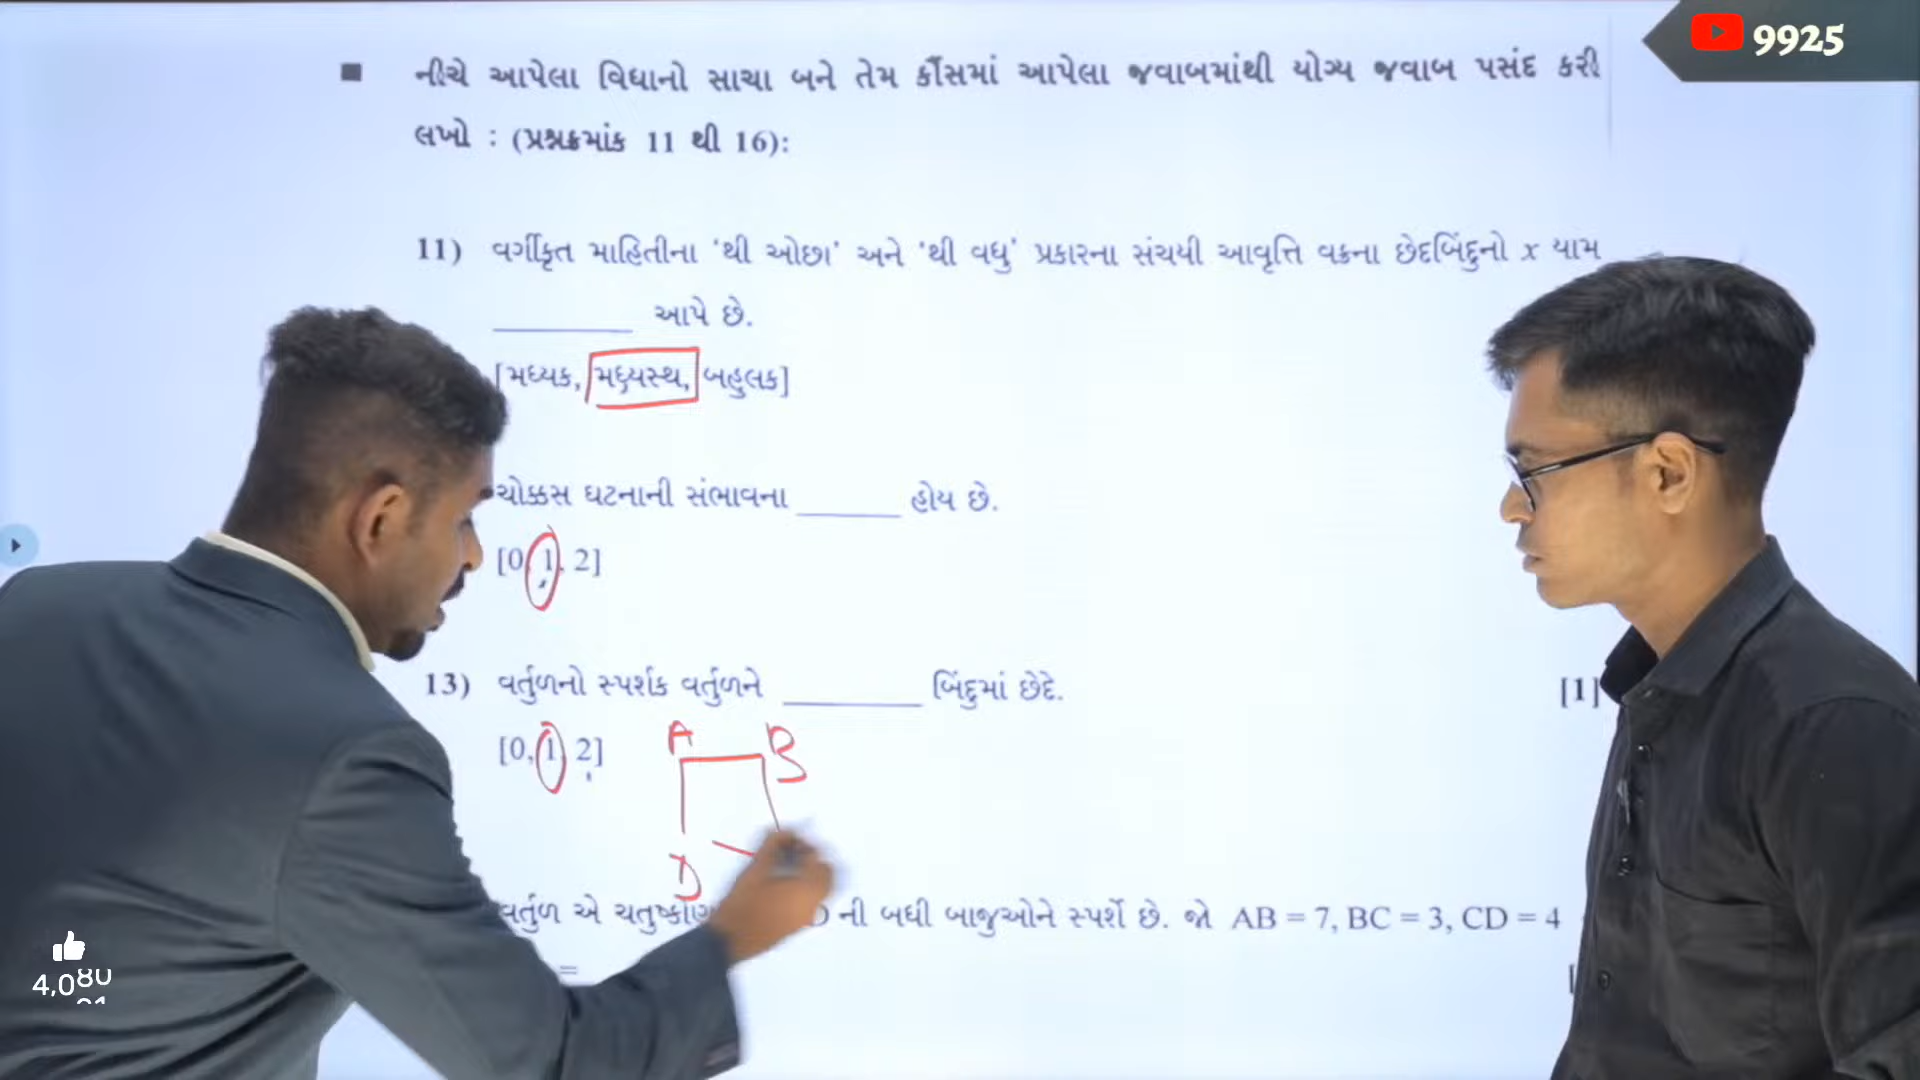 9925
■ નીચે આપેલા વિધાનો સાચા બને તેમ કૌંસમાં આપેલા જવાબમાંથી યોગ્ય જવાબ પસંદ કરી
લખો : (પ્રશ્નક્રમાંક 11 થી 16):
11) વર્ગીકૃત માહિતીના 'થી ઓછા' અને 'થી વધુ' પ્રકારના સંચયી આવૃત્તિ વક્રના છેદબિંદુનો x યામ
__________ આપે છે.
[મધ્યક, મધ્યસ્થ, બહુલક]
ચોક્કસ ઘટનાની સંભાવના ________ હોય છે.
[0, 1, 2]
13) વર્તુળનો સ્પર્શક વર્તુળને __________ બિંદુમાં છેદે. [1]
[0, 1, 2]
A B
D
વર્તુળ એ D ની બધી બાજુઓને સ્પર્શે છે. જો AB = 7, BC = 3, CD = 4
=
4,080